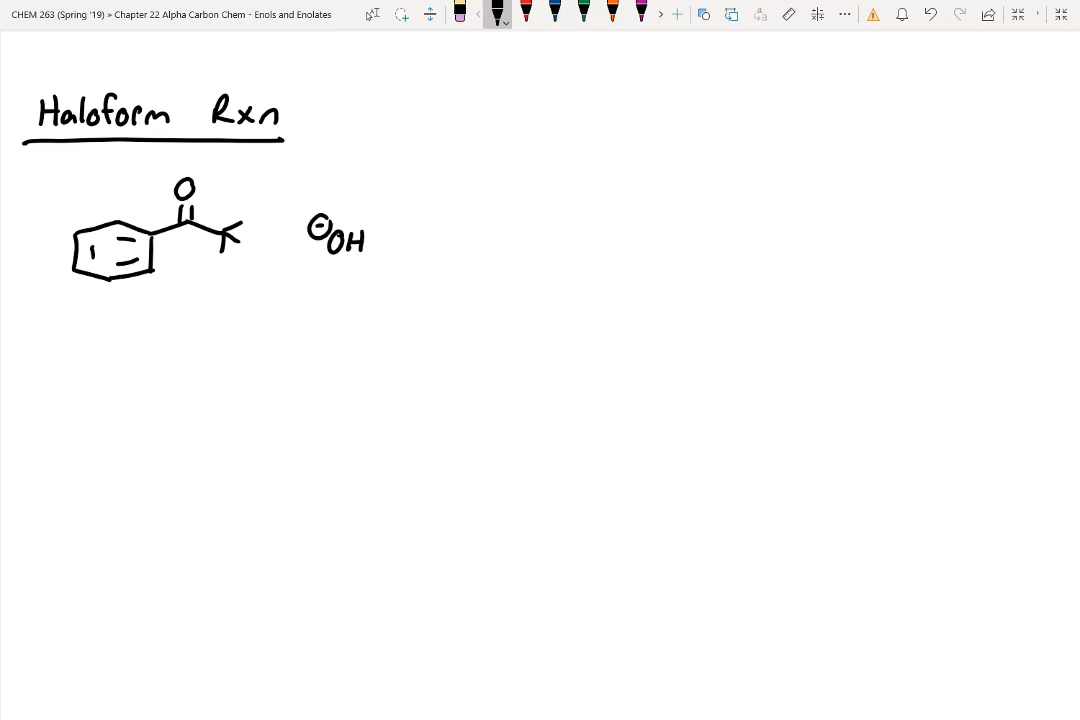 CHEM 263 (Spring '19) » Chapter 22 Alpha Carbon Chem - Enols and Enolates
Haloform Rxn
O
⊖OH